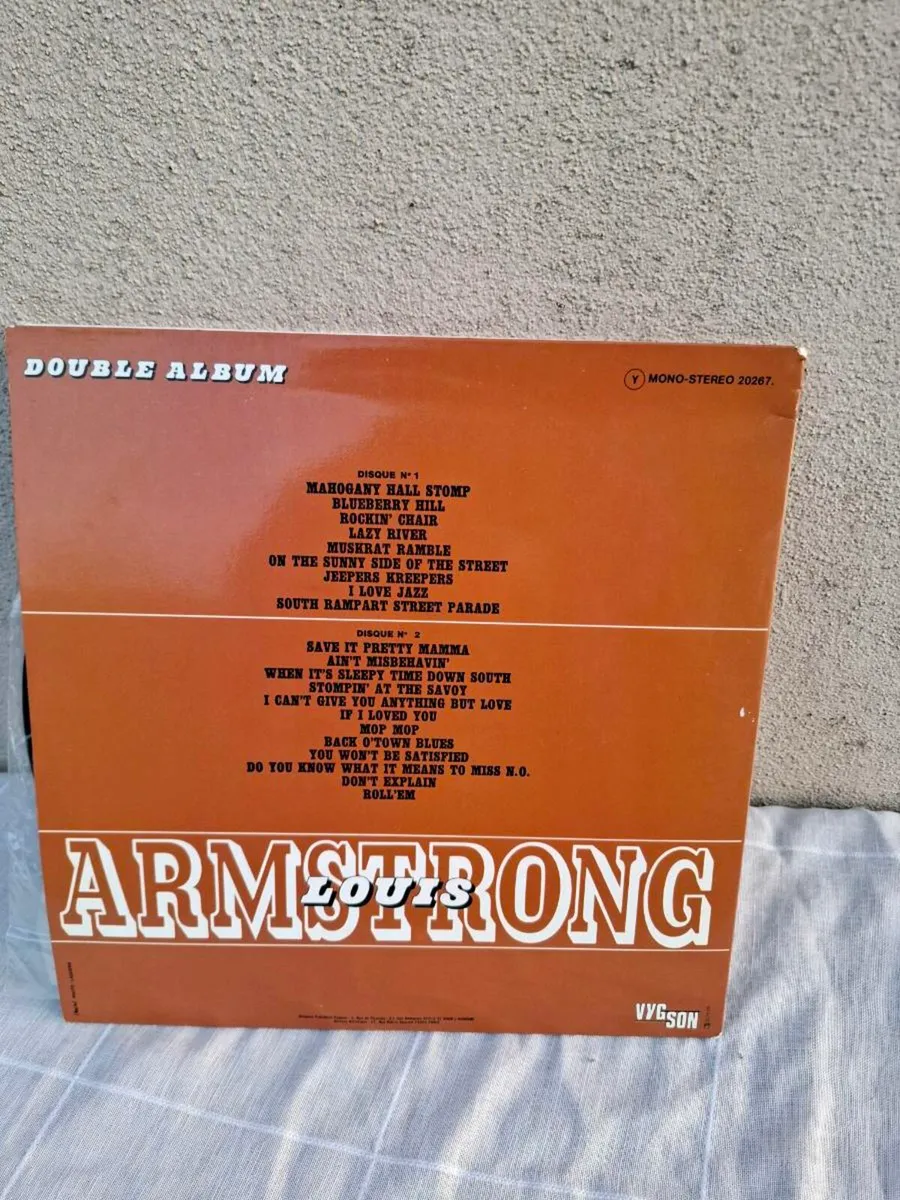 DOUBLE ALBUM
Y MONO-STEREO 20267.
DISQUE N° 1
MAHOGANY HALL STOMP
BLUEBERRY HILL
ROCKIN' CHAIR
LAZY RIVER
MUSKRAT RAMBLE
ON THE SUNNY SIDE OF THE STREET
JEEPERS KREEPERS
I LOVE JAZZ
SOUTH RAMPART STREET PARADE
DISQUE N° 2
SAVE IT PRETTY MAMMA
AIN'T MISBEHAVIN'
WHEN IT'S SLEEPY TIME DOWN SOUTH
STOMPIN' AT THE SAVOY
I CAN'T GIVE YOU ANYTHING BUT LOVE
IF I LOVED YOU
MOP MOP
BACK O'TOWN BLUES
YOU WON'T BE SATISFIED
DO YOU KNOW WHAT IT MEANS TO MISS N.O.
DON'T EXPLAIN
ROLL'EM
ARMSTRONG
LOUIS
VYGSON